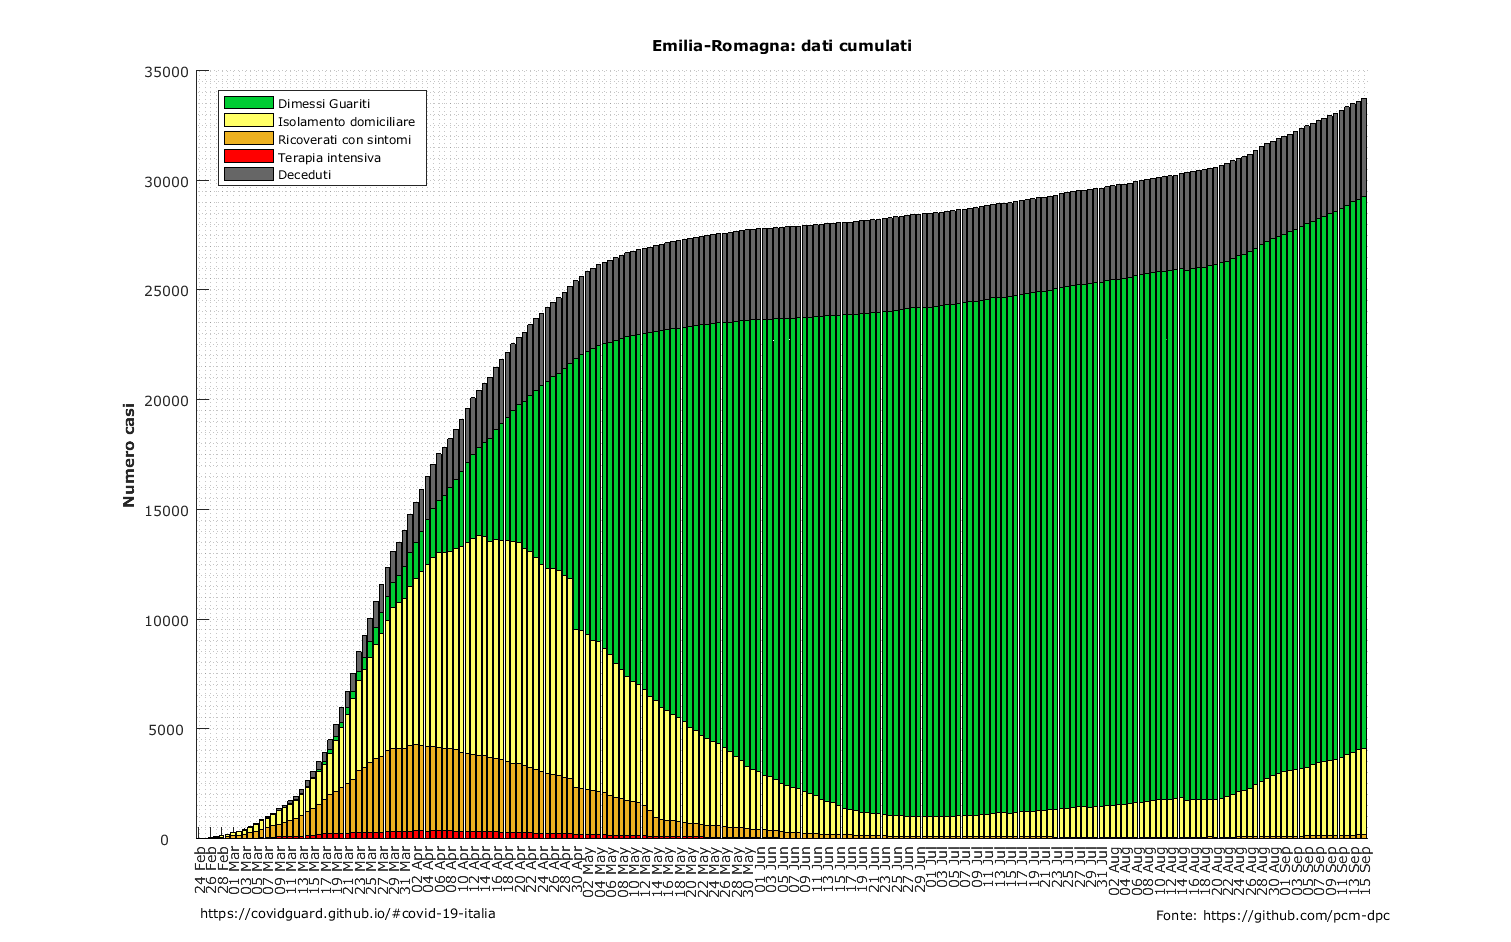 Emilia-Romagna: dati cumulati
35000
30000
25000
20000
15000
10000
5000
0
Numero casi
Dimessi Guariti
Isolamento domiciliare
Ricoverati con sintomi
Terapia intensiva
Deceduti
24 Feb
26 Feb
28 Feb
01 Mar
03 Mar
05 Mar
07 Mar
09 Mar
11 Mar
13 Mar
15 Mar
17 Mar
19 Mar
21 Mar
23 Mar
25 Mar
27 Mar
29 Mar
31 Mar
02 Apr
04 Apr
06 Apr
08 Apr
10 Apr
12 Apr
14 Apr
16 Apr
18 Apr
20 Apr
22 Apr
24 Apr
26 Apr
28 Apr
30 Apr
02 May
04 May
06 May
08 May
10 May
12 May
14 May
16 May
18 May
20 May
22 May
24 May
26 May
28 May
30 May
01 Jun
03 Jun
05 Jun
07 Jun
09 Jun
11 Jun
13 Jun
15 Jun
17 Jun
19 Jun
21 Jun
23 Jun
25 Jun
27 Jun
29 Jun
01 Jul
03 Jul
05 Jul
07 Jul
09 Jul
11 Jul
13 Jul
15 Jul
17 Jul
19 Jul
21 Jul
23 Jul
25 Jul
27 Jul
29 Jul
31 Jul
02 Aug
04 Aug
06 Aug
08 Aug
10 Aug
12 Aug
14 Aug
16 Aug
18 Aug
20 Aug
22 Aug
24 Aug
26 Aug
28 Aug
30 Aug
01 Sep
03 Sep
05 Sep
07 Sep
09 Sep
11 Sep
13 Sep
15 Sep
https://covidguard.github.io/#covid-19-italia
Fonte: https://github.com/pcm-dpc